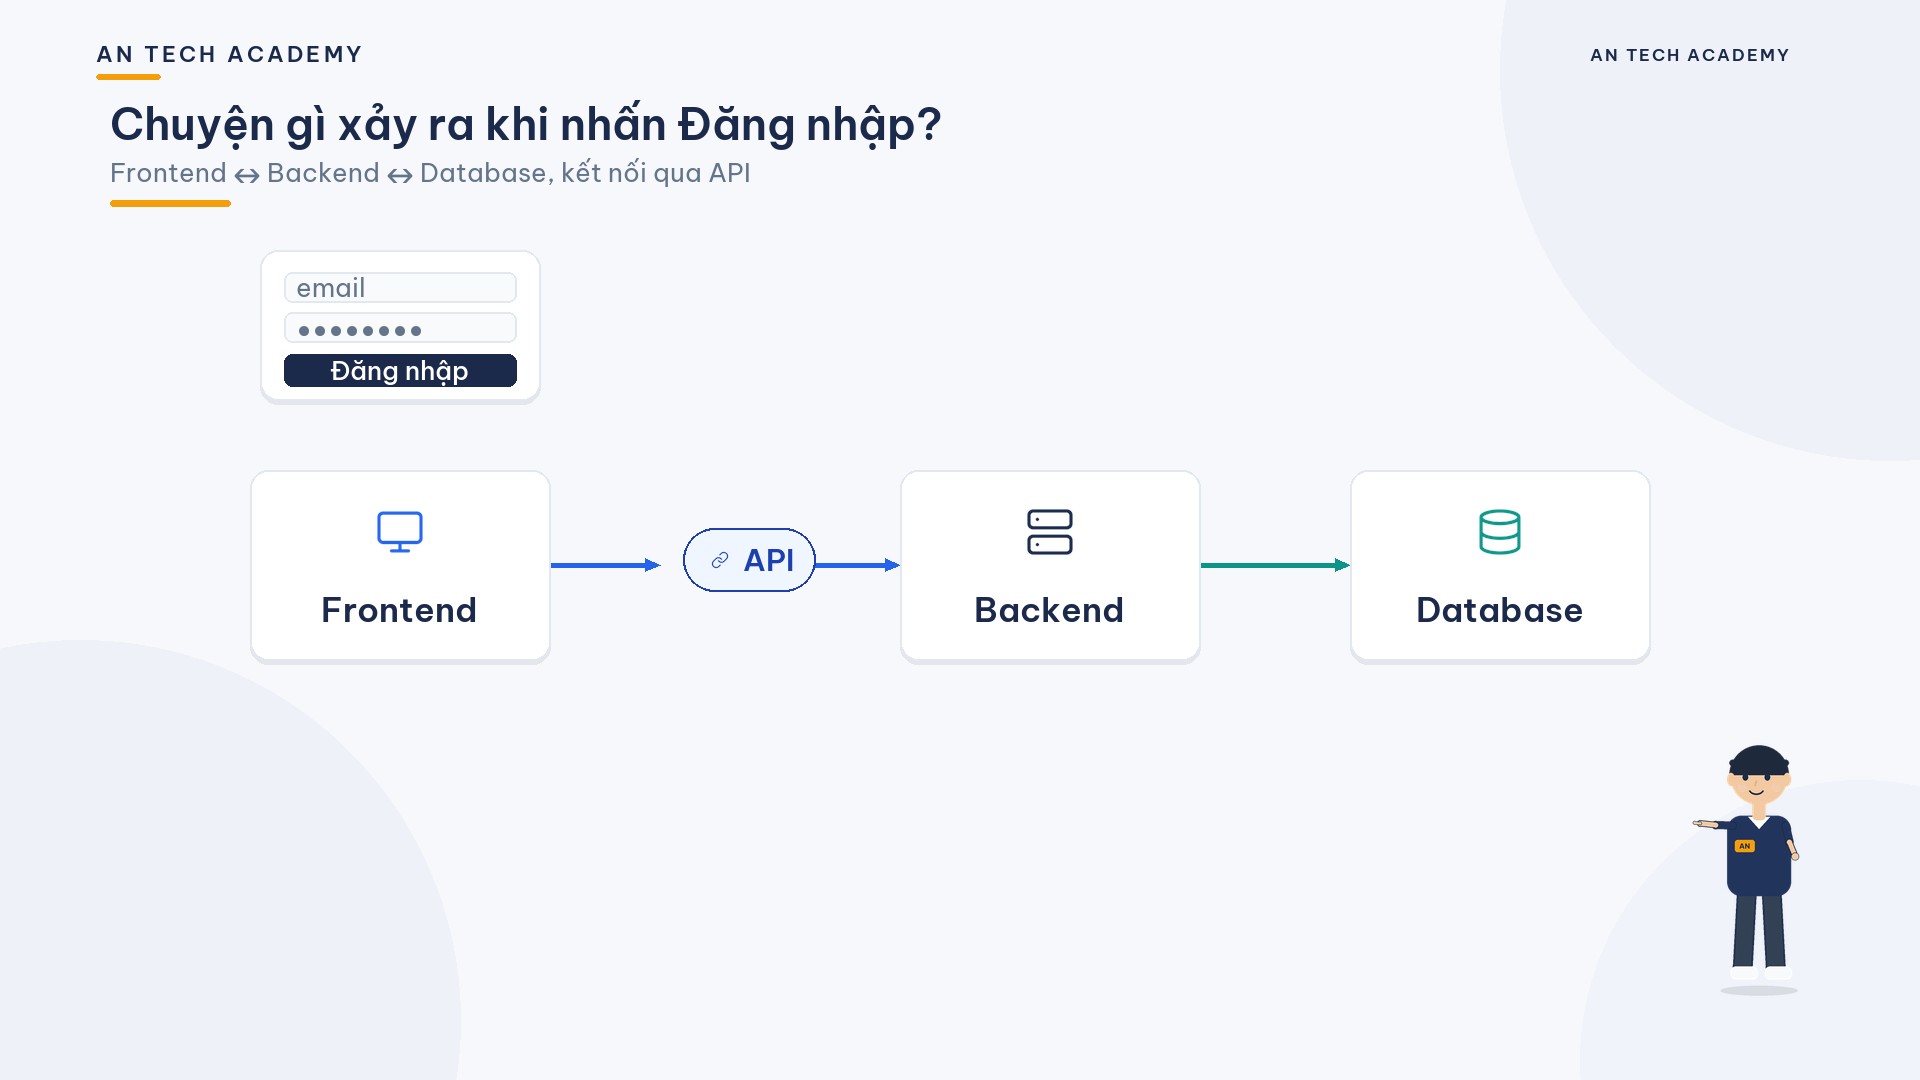 AN TECH ACADEMY
AN TECH ACADEMY
Chuyện gì xảy ra khi nhấn Đăng nhập?
Frontend ↔ Backend ↔ Database, kết nối qua API
email
●●●●●●●●
Đăng nhập
API
Frontend
Backend
Database
AN